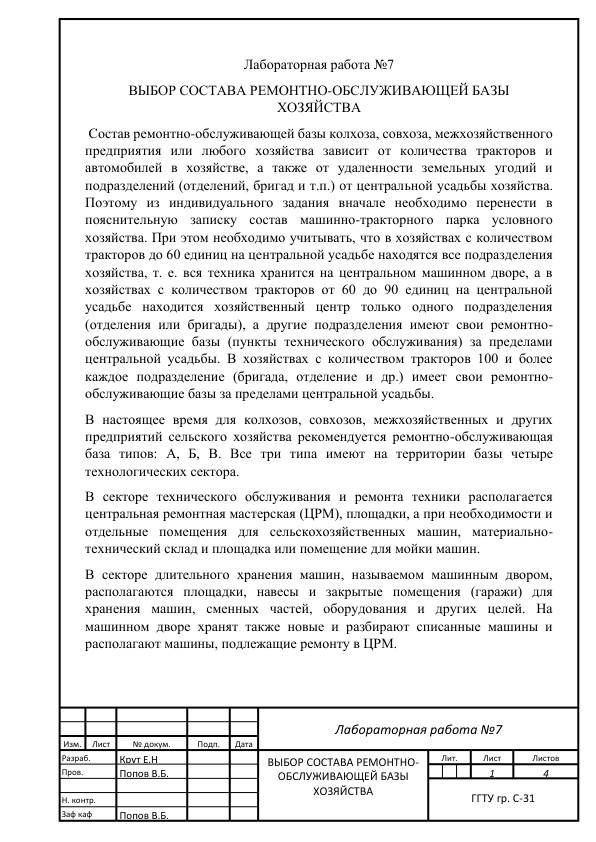 Лабораторная работа №7
ВЫБОР СОСТАВА РЕМОНТНО-ОБСЛУЖИВАЮЩЕЙ БАЗЫ
ХОЗЯЙСТВА
Состав ремонтно-обслуживающей базы колхоза, совхоза, межхозяйственного
предприятия или любого хозяйства зависит от количества тракторов и
автомобилей в хозяйстве, а также от удаленности земельных угодий и
подразделений (отделений, бригад и т.п.) от центральной усадьбы хозяйства.
Поэтому из индивидуального задания вначале необходимо перенести в
пояснительную записку состав машинно-тракторного парка условного
хозяйства. При этом необходимо учитывать, что в хозяйствах с количеством
тракторов до 60 единиц на центральной усадьбе находятся все подразделения
хозяйства, т. е. вся техника хранится на центральном машинном дворе, а в
хозяйствах с количеством тракторов от 60 до 90 единиц на центральной
усадьбе находится хозяйственный центр только одного подразделения
(отделения или бригады), а другие подразделения имеют свои ремонтно-
обслуживающие базы (пункты технического обслуживания) за пределами
центральной усадьбы. В хозяйствах с количеством тракторов 100 и более
каждое подразделение (бригада, отделение и др.) имеет свои ремонтно-
обслуживающие базы за пределами центральной усадьбы.
В настоящее время для колхозов, совхозов, межхозяйственных и других
предприятий сельского хозяйства рекомендуется ремонтно-обслуживающая
база типов: А, Б, В. Все три типа имеют на территории базы четыре
технологических сектора.
В секторе технического обслуживания и ремонта техники располагается
центральная ремонтная мастерская (ЦРМ), площадки, а при необходимости и
отдельные помещения для сельскохозяйственных машин, материально-
технический склад и площадка или помещение для мойки машин.
В секторе длительного хранения машин, называемом машинным двором,
располагаются площадки, навесы и закрытые помещения (гаражи) для
хранения машин, сменных частей, оборудования и других целей. На
машинном дворе хранят также новые и разбирают списанные машины и
располагают машины, подлежащие ремонту в ЦРМ.
Лабораторная работа №7
Изм. Лист № докум. Подп. Дата
Разраб. Крут Е.Н
Пров. Попов В.Б.
Н. контр.
Заф каф Попов В.Б.
ВЫБОР СОСТАВА РЕМОНТНО-
ОБСЛУЖИВАЮЩЕЙ БАЗЫ
ХОЗЯЙСТВА
Лит. Лист Листов
1 4
ГГТУ гр. С-31